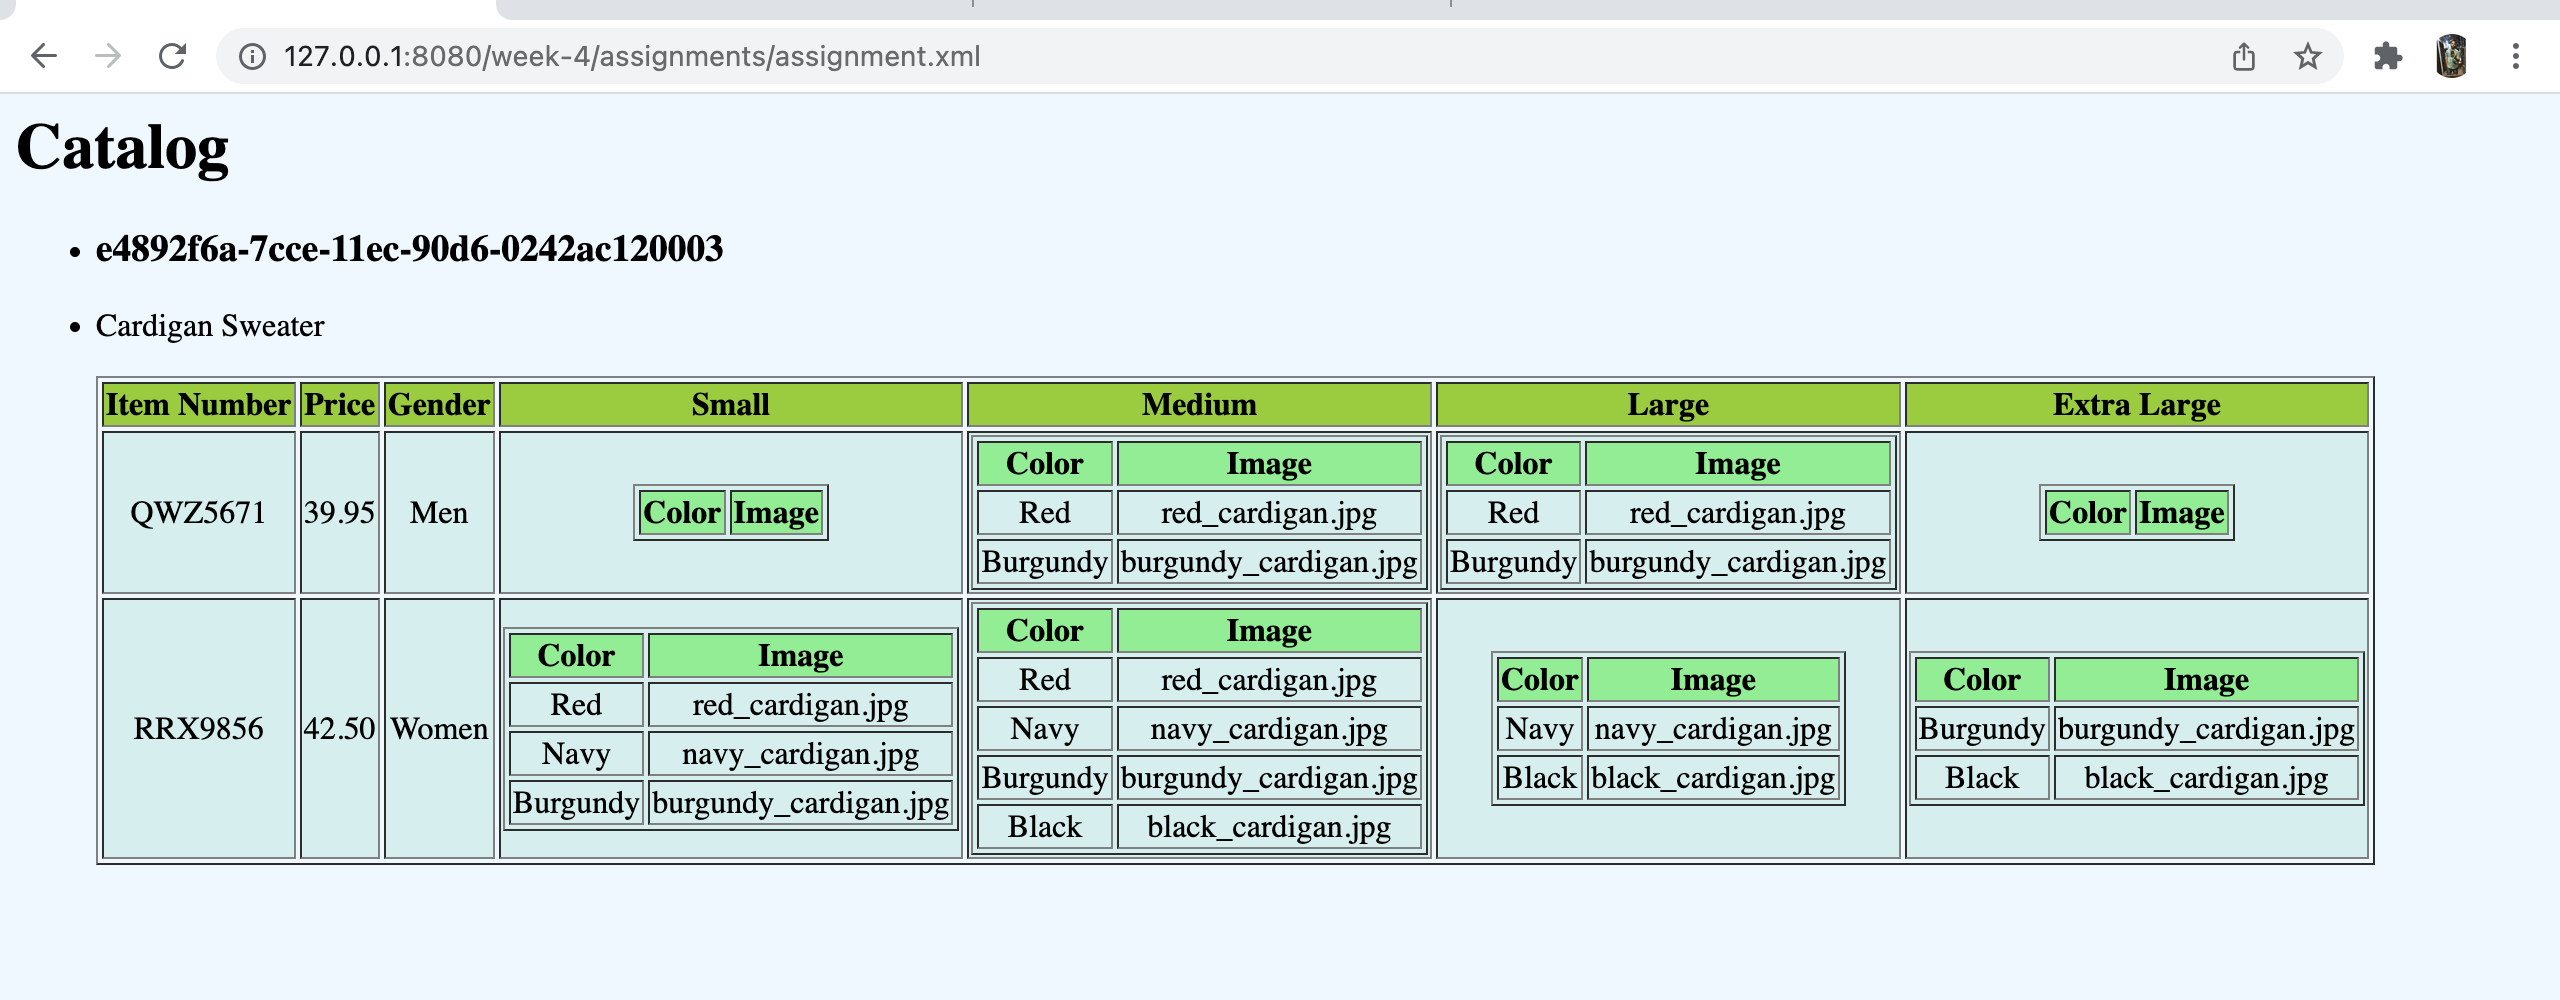 127.0.0.1:8080/week-4/assignments/assignment.xml
Catalog
e4892f6a-7cce-11ec-90d6-0242ac120003
Cardigan Sweater
Item Number Price Gender Small Medium Large Extra Large
QWZ5671 39.95 Men
Color Image
Color Image
Red red_cardigan.jpg
Burgundy burgundy_cardigan.jpg
Color Image
Red red_cardigan.jpg
Burgundy burgundy_cardigan.jpg
Color Image
RRX9856 42.50 Women
Color Image
Red red_cardigan.jpg
Navy navy_cardigan.jpg
Burgundy burgundy_cardigan.jpg
Color Image
Red red_cardigan.jpg
Navy navy_cardigan.jpg
Burgundy burgundy_cardigan.jpg
Black black_cardigan.jpg
Color Image
Navy navy_cardigan.jpg
Black black_cardigan.jpg
Color Image
Burgundy burgundy_cardigan.jpg
Black black_cardigan.jpg